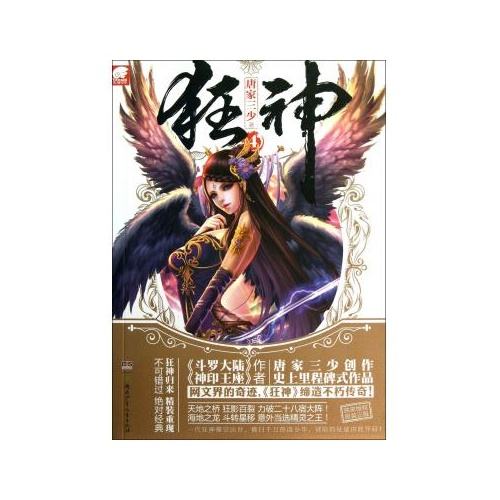 狂神
唐家三少 著
4
《斗罗大陆》作
《神印王座》者
唐家三少创作
史上里程碑式作品
网文界的奇迹,《狂神》缔造不朽传奇!
天地之桥 狂影百裂 力破二十八宿大阵!
海地之龙 斗转星移 意外当选精灵之王!
狂神归来 精装重现
不可错过 绝对经典